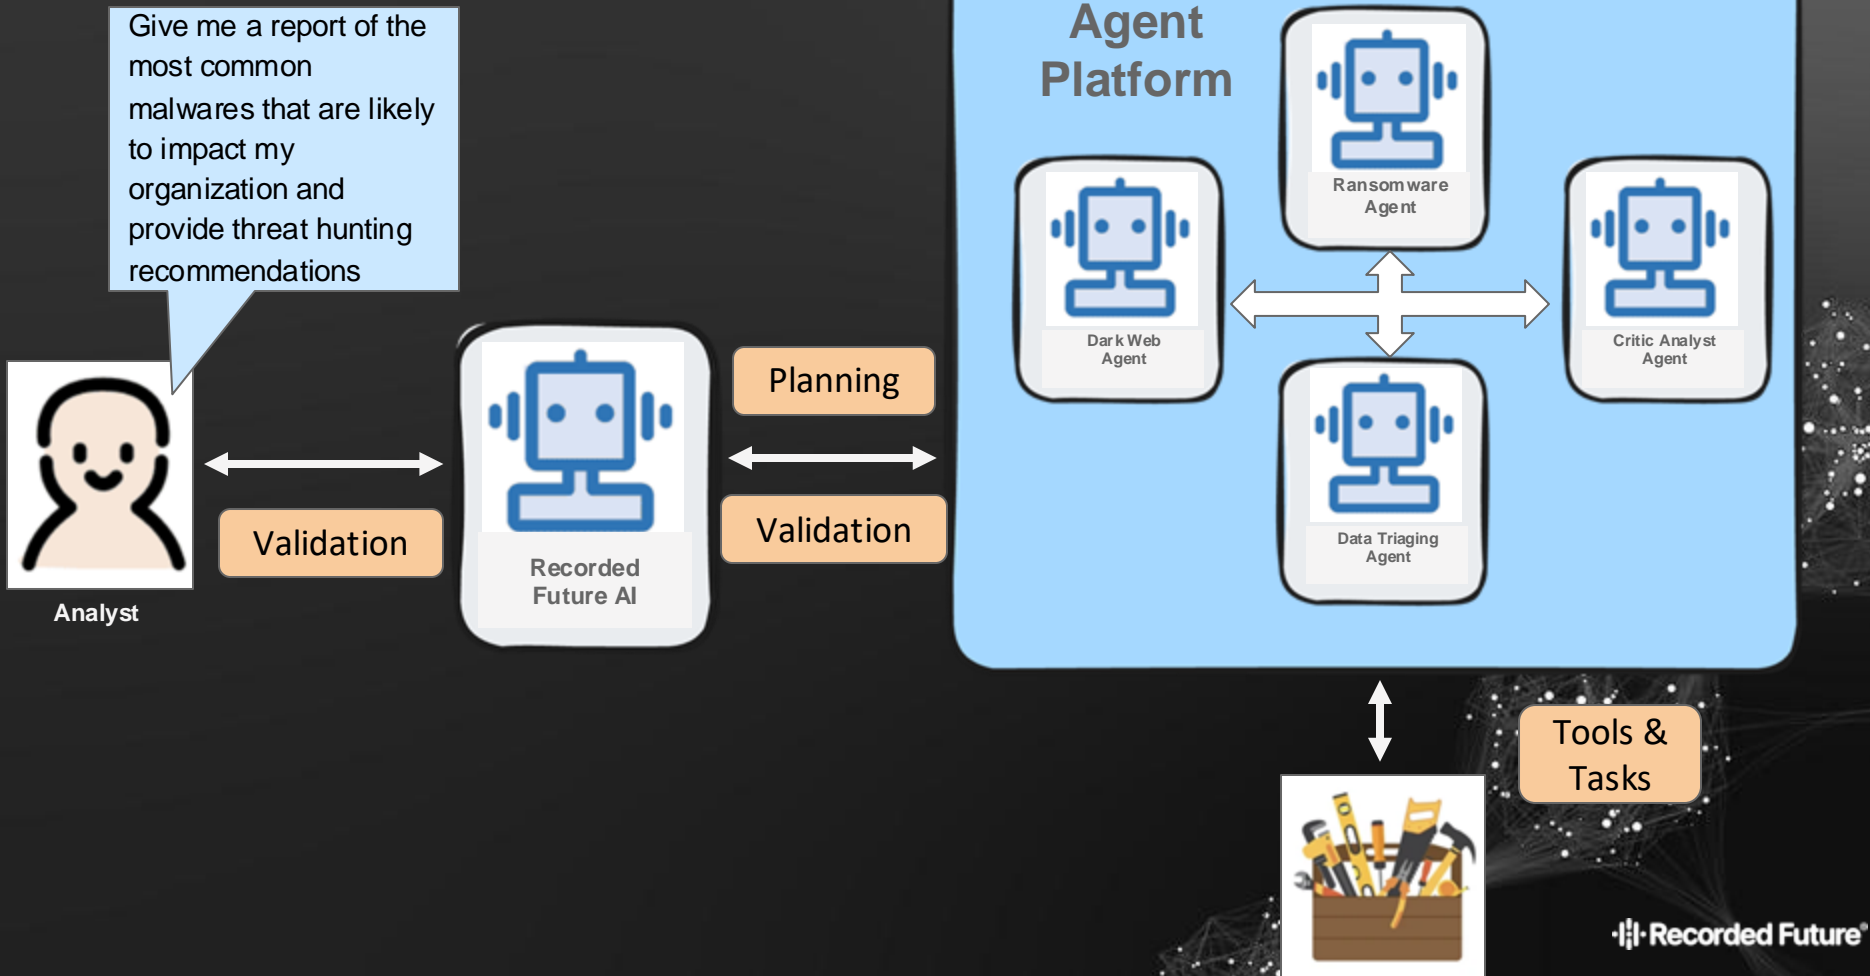 Give me a report of the
most common
malwares that are likely
to impact my
organization and
provide threat hunting
recommendations
Analyst
Validation
Recorded
Future AI
Planning
Validation
Agent
Platform
Ransomware
Agent
Dark Web
Agent
Critic Analyst
Agent
Data Triaging
Agent
Tools &
Tasks
Recorded Future®